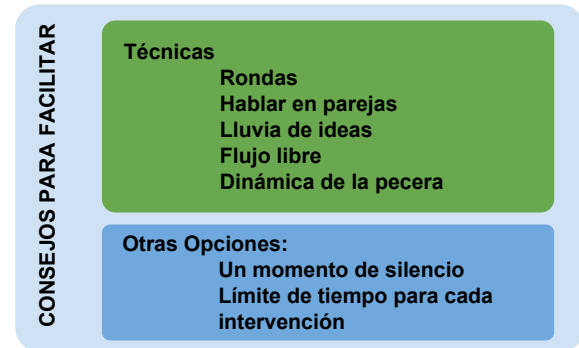 CONSEJOS PARA FACILITAR
Técnicas
Rondas
Hablar en parejas
Lluvia de ideas
Flujo libre
Dinámica de la pecera
Otras Opciones:
Un momento de silencio
Límite de tiempo para cada
intervención